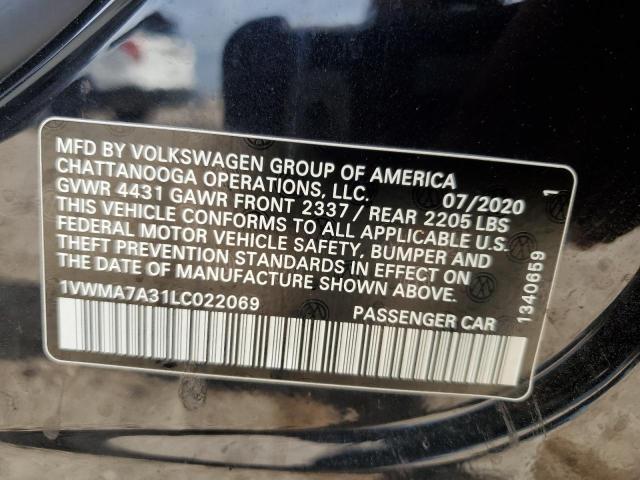 MFD BY VOLKSWAGEN GROUP OF AMERICA
CHATTANOOGA OPERATIONS, LLC. 07/2020 1
GVWR 4431 GAWR FRONT 2337 / REAR 2205 LBS
THIS VEHICLE CONFORMS TO ALL APPLICABLE U.S.
FEDERAL MOTOR VEHICLE SAFETY, BUMPER AND
THEFT PREVENTION STANDARDS IN EFFECT ON
THE DATE OF MANUFACTURE SHOWN ABOVE.
1VWMA7A31LC022069 PASSENGER CAR
1340659